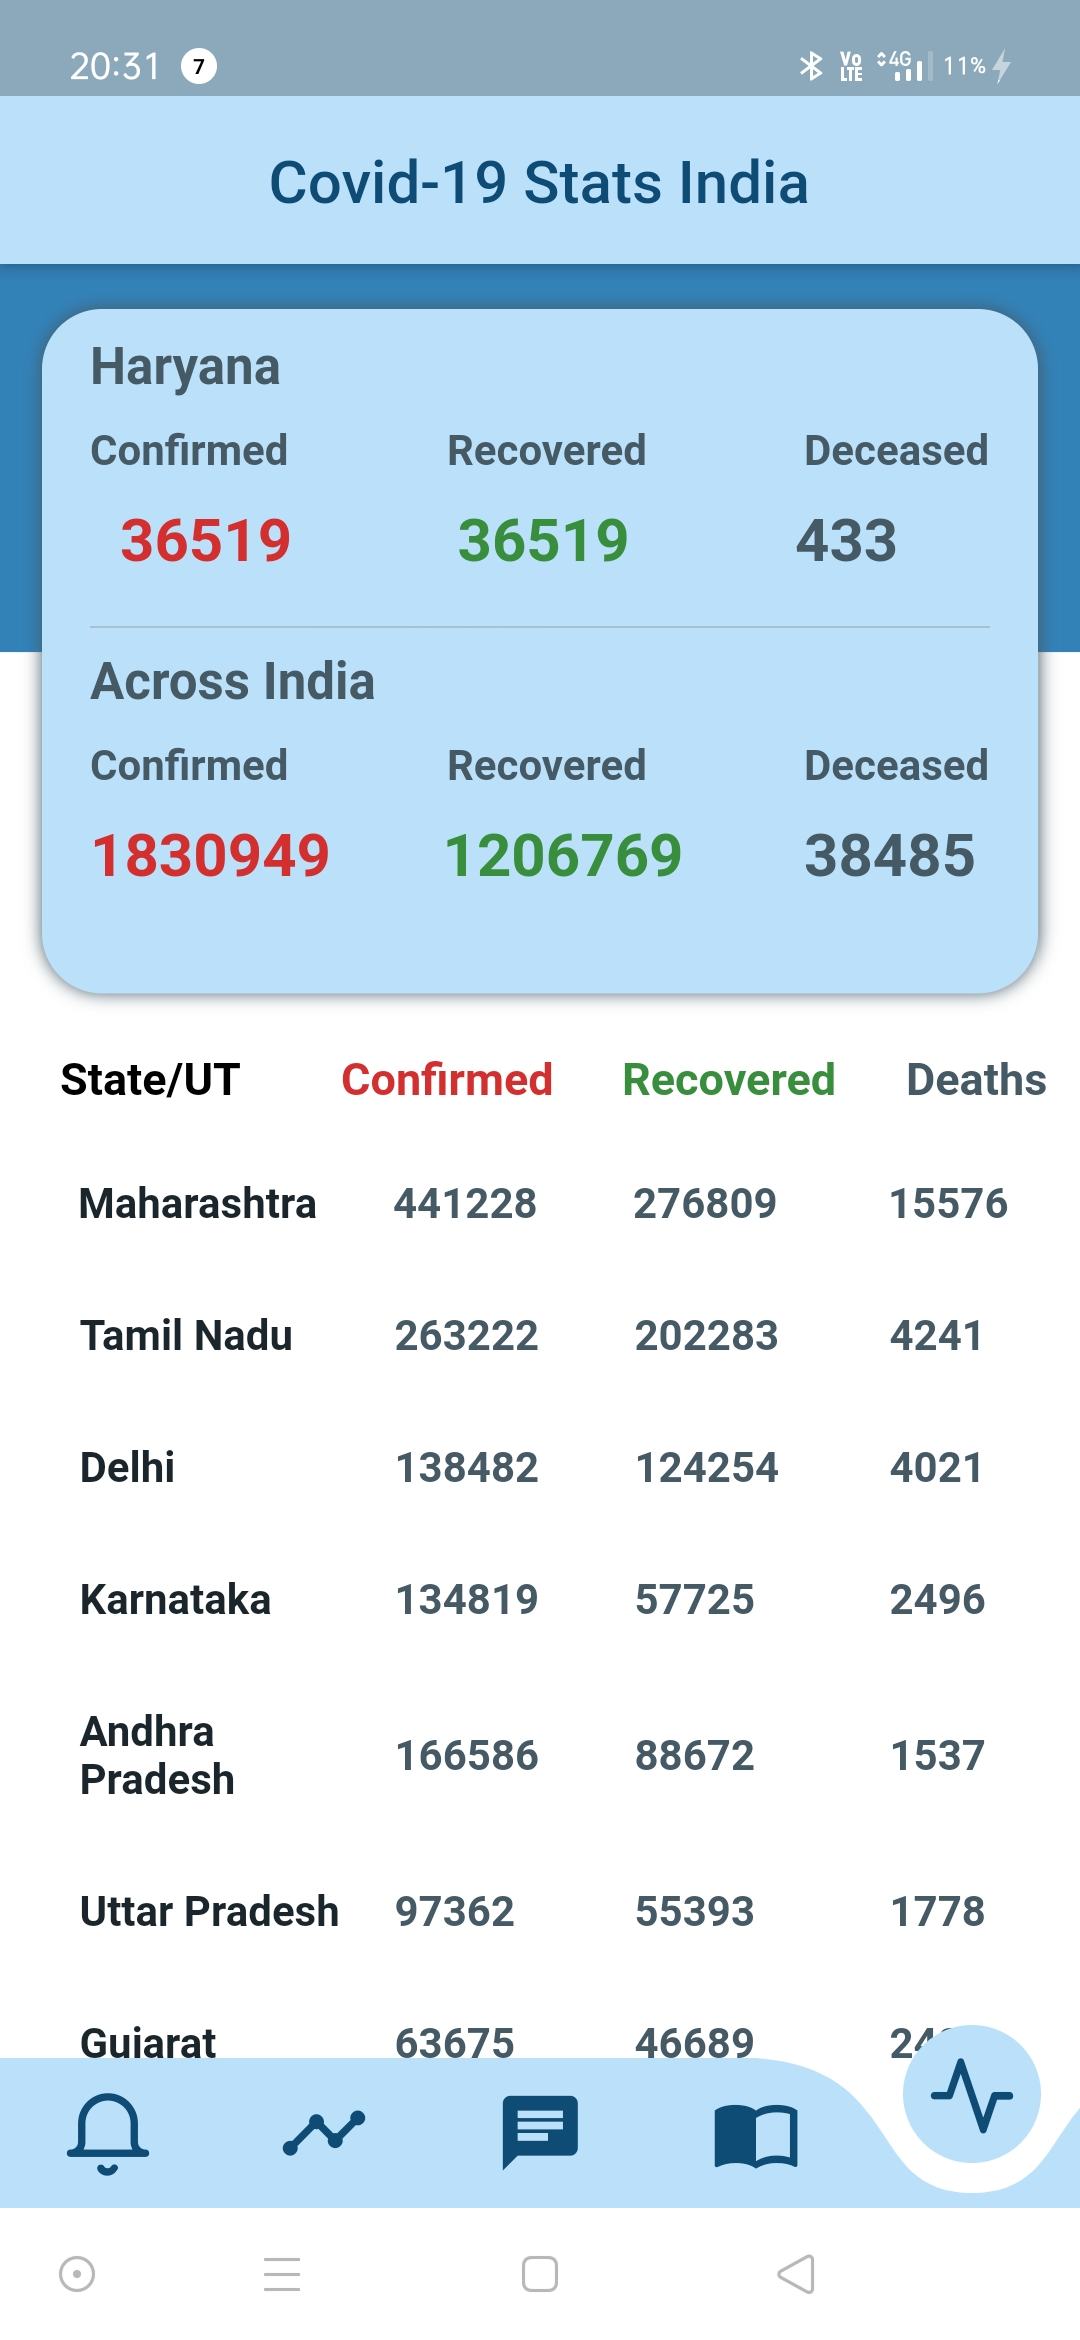 20:31 7 Vo LTE 4G 11%
Covid-19 Stats India
Haryana
Confirmed Recovered Deceased
36519 36519 433
Across India
Confirmed Recovered Deceased
1830949 1206769 38485
State/UT Confirmed Recovered Deaths
Maharashtra 441228 276809 15576
Tamil Nadu 263222 202283 4241
Delhi 138482 124254 4021
Karnataka 134819 57725 2496
Andhra
Pradesh 166586 88672 1537
Uttar Pradesh 97362 55393 1778
Gujarat 63675 46689